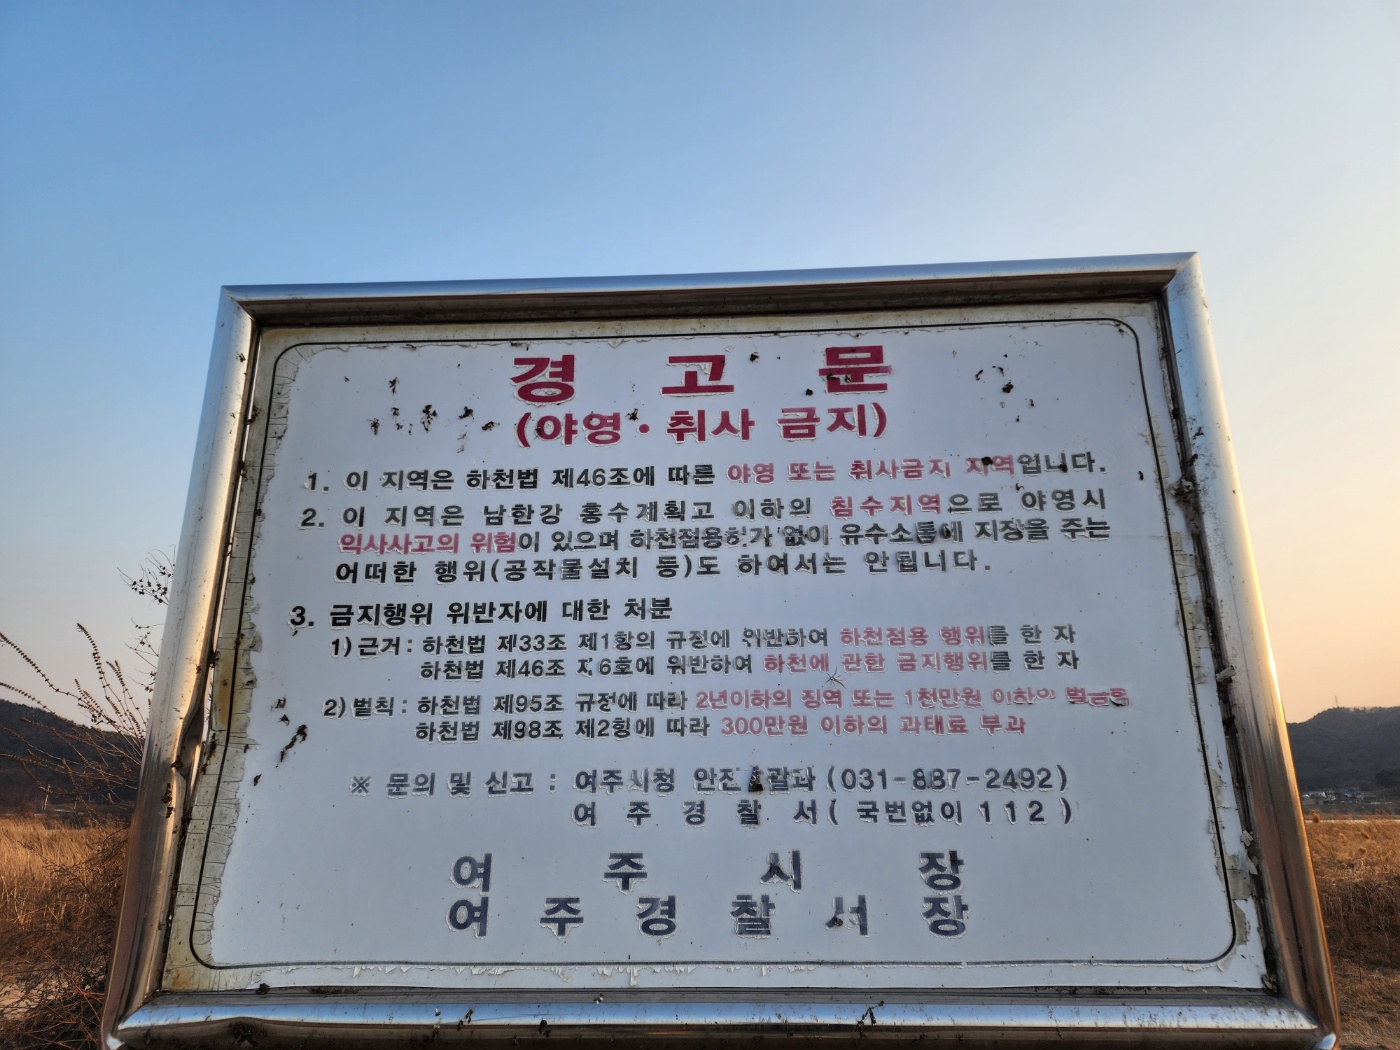 경 고 문
(야영·취사 금지)
1. 이 지역은 하천법 제46조에 따른 야영 또는 취사금지 지역입니다.
2. 이 지역은 남한강 홍수계획고 이하의 침수지역으로 야영시
익사사고의 위험이 있으며 하천점용허가 없이 유수소통에 지장을 주는
어떠한 행위(공작물설치 등)도 하여서는 안됩니다.
3. 금지행위 위반자에 대한 처분
1) 근거 : 하천법 제33조 제1항의 규정에 위반하여 하천점용 행위를 한 자
하천법 제46조 제6호에 위반하여 하천에 관한 금지행위를 한 자
2) 벌칙 : 하천법 제95조 규정에 따라 2년이하의 징역 또는 1천만원 이하의 벌금형
하천법 제98조 제2항에 따라 300만원 이하의 과태료 부과
※ 문의 및 신고 : 여주시청 (031-887-2492)
여 주 경 찰 서 ( 국번없이 112 )
여 주 시 장
여 주 경 찰 서 장